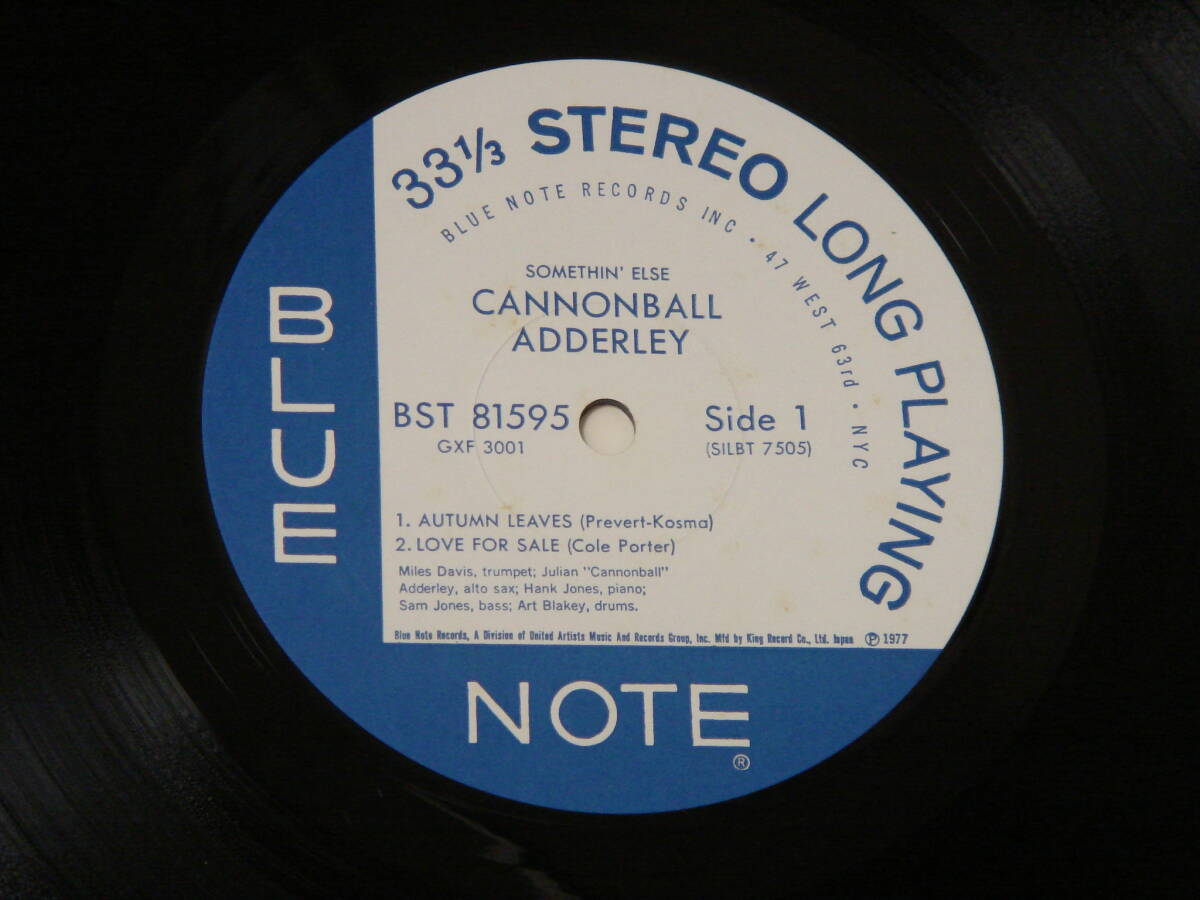 33⅓ STEREO LONG PLAYING
BLUE NOTE RECORDS INC • 47 WEST 63rd • NYC
SOMETHIN' ELSE
CANNONBALL
ADDERLEY
BST 81595
GXF 3001
Side 1
(SILBT 7505)
1. AUTUMN LEAVES (Prevert-Kosma)
2. LOVE FOR SALE (Cole Porter)
Miles Davis, trumpet; Julian "Cannonball"
Adderley, alto sax; Hank Jones, piano;
Sam Jones, bass; Art Blakey, drums.
Blue Note Records, A Division of United Artists Music And Records Group, Inc. Mfd by King Record Co., Ltd. Japan ℗ 1977
BLUE
NOTE
®